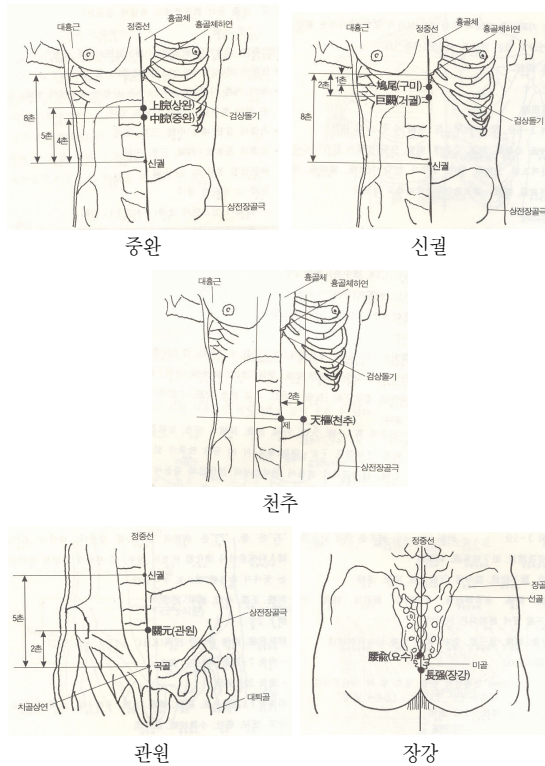 대흉근 정중선 흉골체
흉골체하연
上脘(상완)
中脘(중완)
8촌
5촌
4촌
검상돌기
신궐
상전장골극
중완
대흉근 정중선 흉골체
흉골체하연
1촌
2촌
鳩尾(구미)
巨闕(거궐)
8촌
검상돌기
신궐
상전장골극
신궐
대흉근 흉골체
흉골체하연
검상돌기
2촌
天樞(천추)
제
상전장골극
천추
정중선
신궐
5촌
상전장골극
關元(관원)
2촌
곡골
치골상연
대퇴골
관원
정중선
선골
腰兪(요수)
미골
長强(장강)
장강